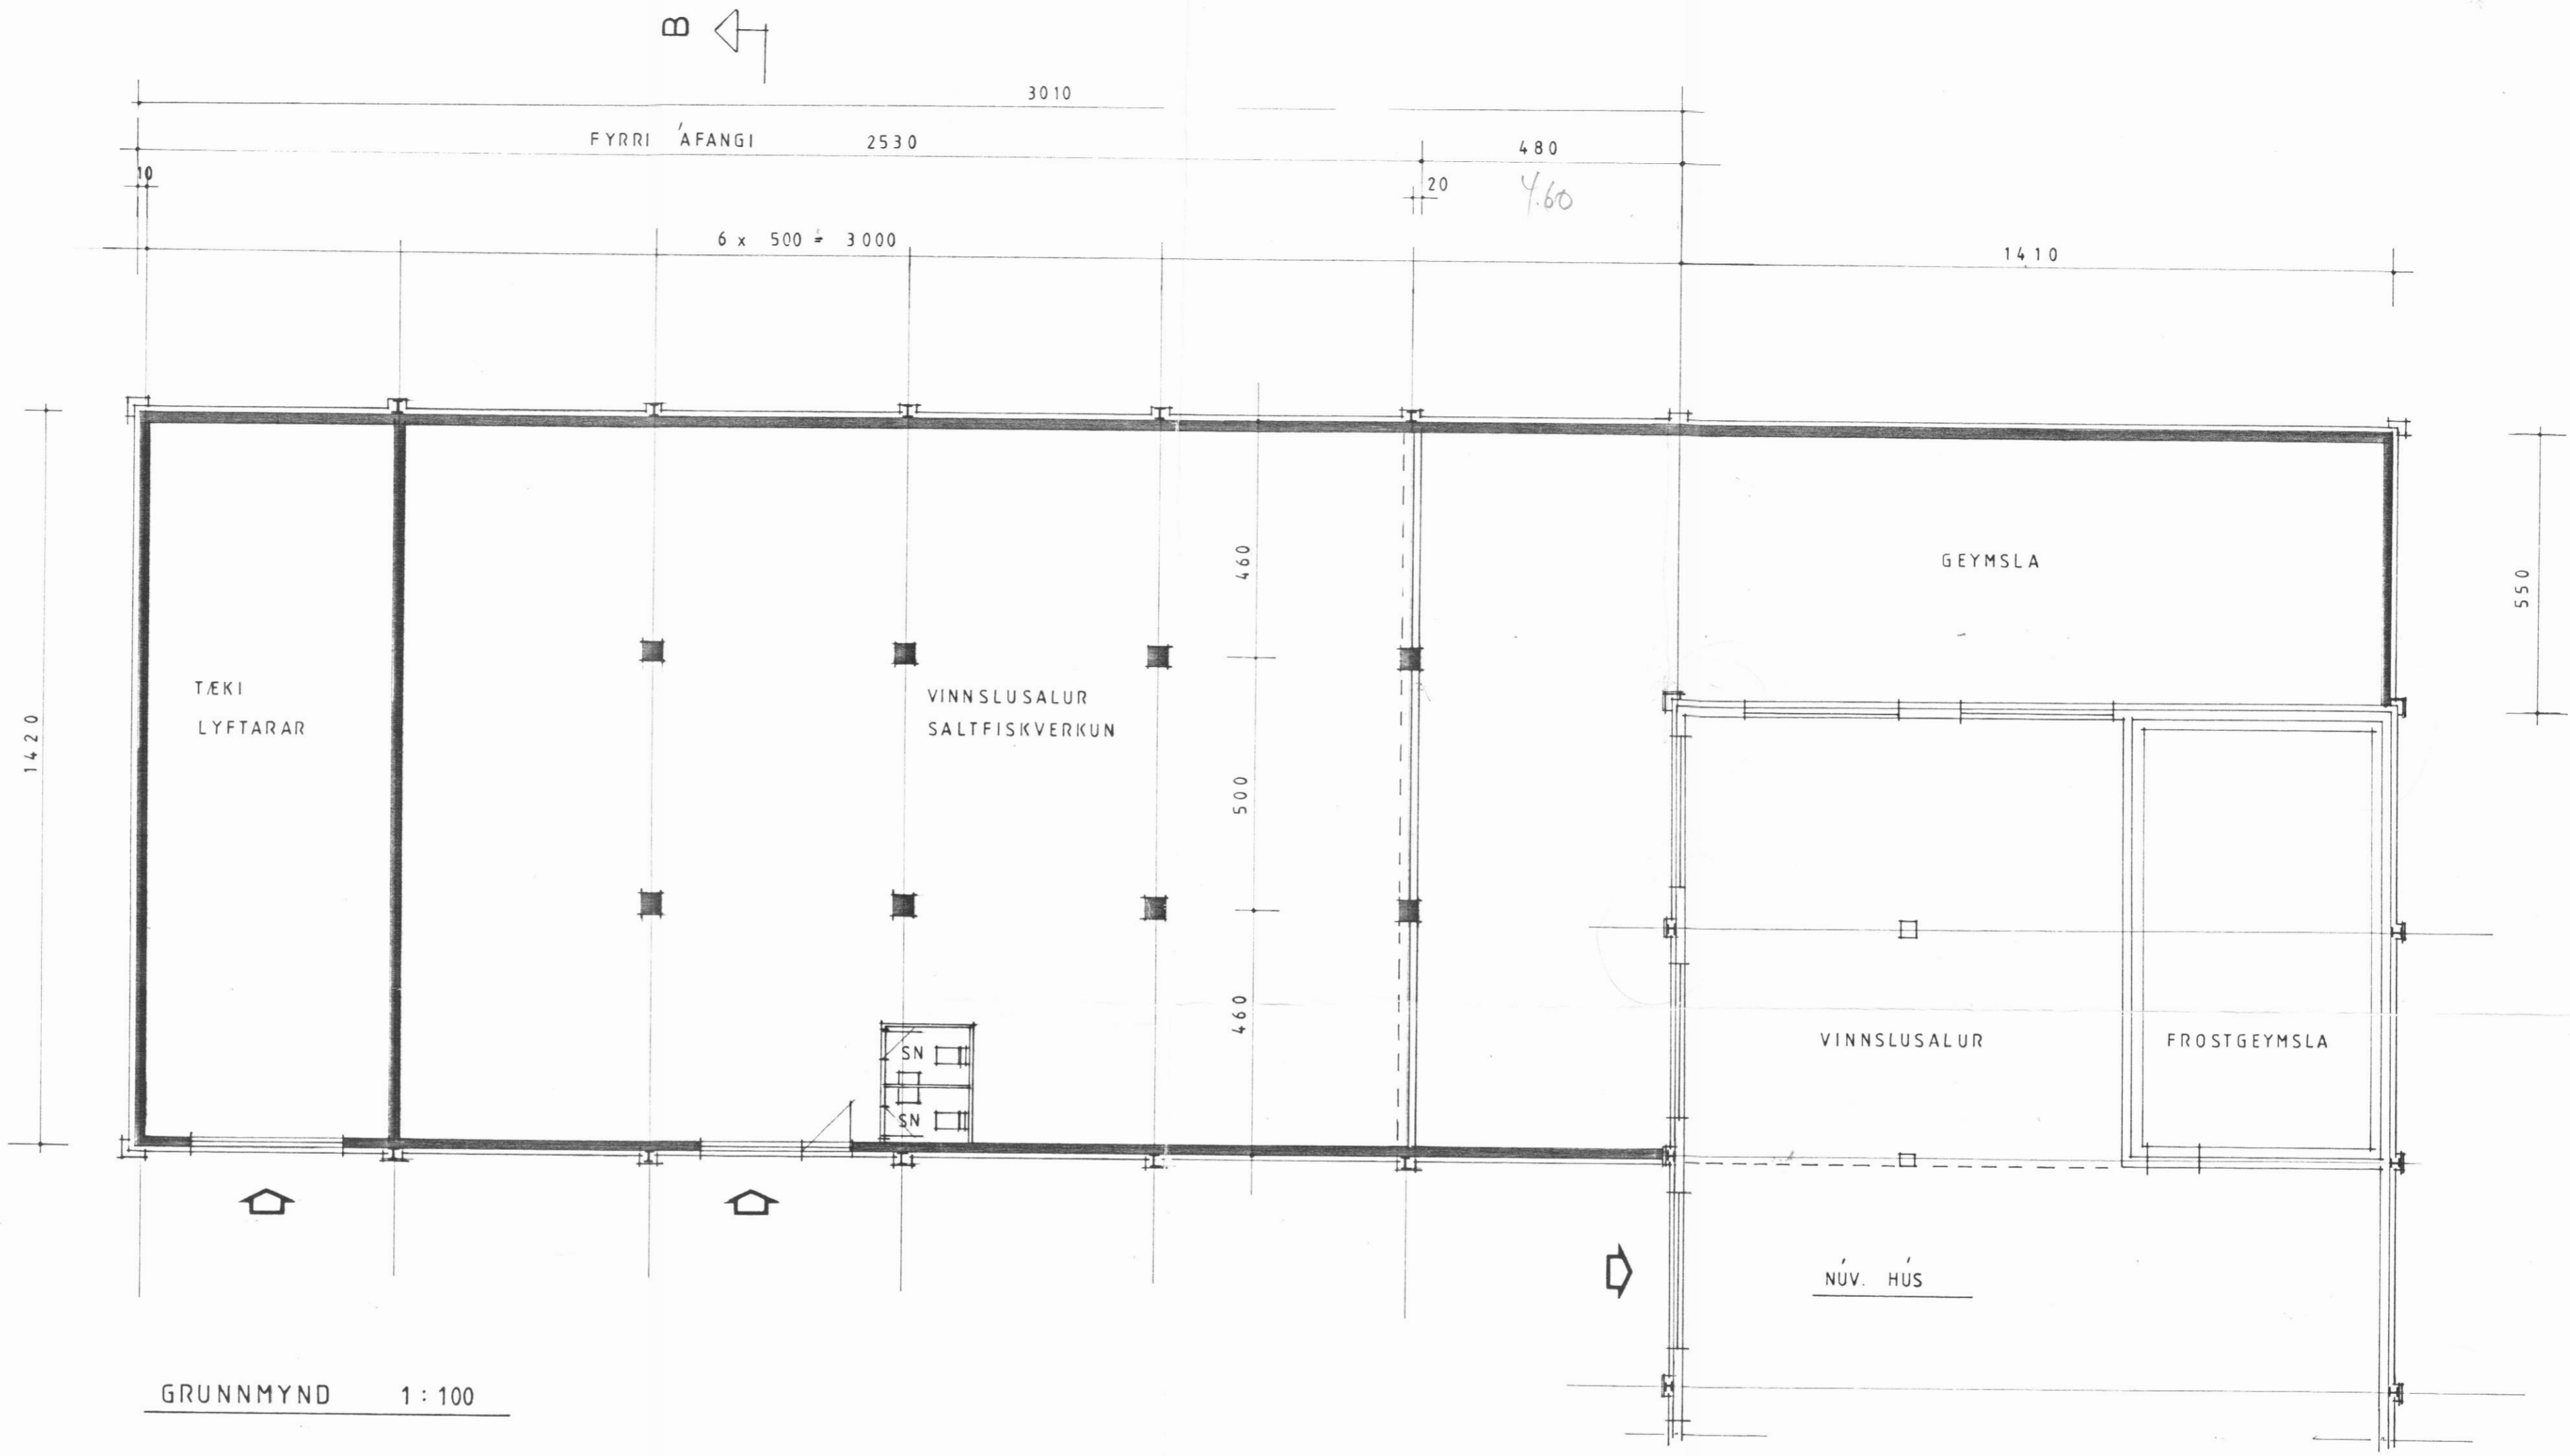 B
3010
FYRRI ÁFANGI 2530
480
10
20
4.60
6 x 500 = 3000
1410
460
GEYMSLA
550
TÆKI
LYFTARAR
VINNSLUSALUR
SALTFISKVERKUN
1420
500
460
SN
SN
VINNSLUSALUR
FROSTGEYMSLA
NÚV. HÚS
GRUNNMYND 1:100